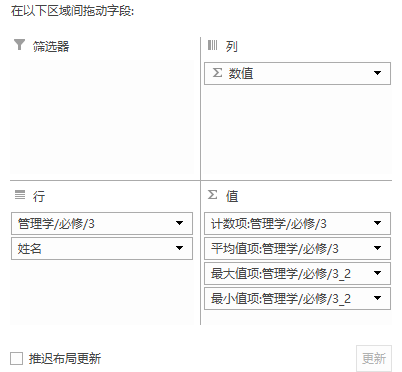 在以下区域间拖动字段:
筛选器
列
Σ 数值
行
Σ 值
管理学/必修/3
姓名
计数项:管理学/必修/3
平均值项:管理学/必修/3
最大值项:管理学/必修/3_2
最小值项:管理学/必修/3_2
推迟布局更新
更新